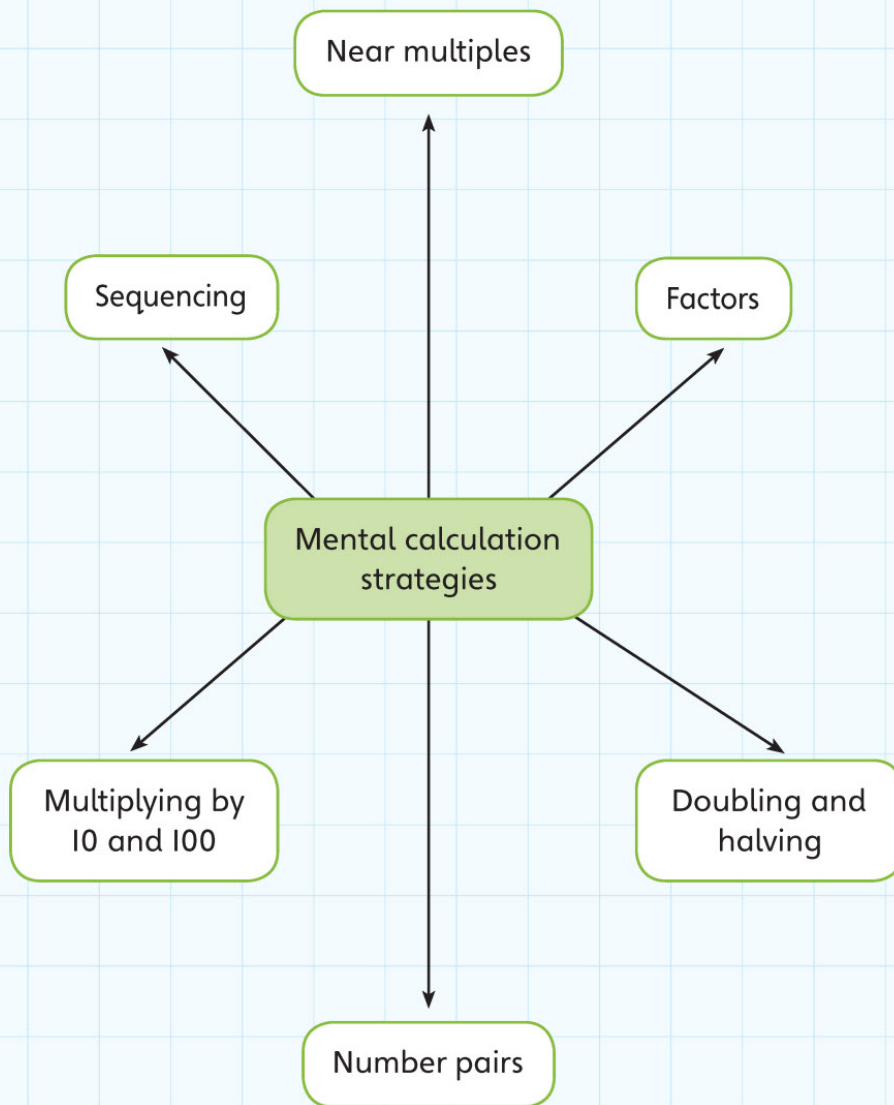 Near multiples
Sequencing
Factors
Mental calculation
strategies
Multiplying by
10 and 100
Doubling and
halving
Number pairs